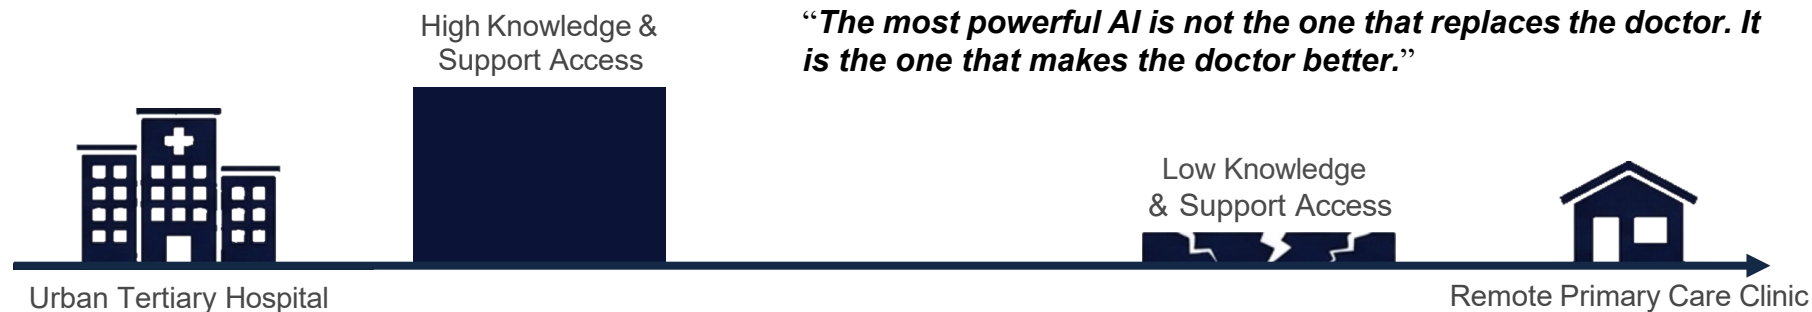 High Knowledge &
Support Access
“The most powerful AI is not the one that replaces the doctor. It
is the one that makes the doctor better.”
Low Knowledge
& Support Access
Urban Tertiary Hospital
Remote Primary Care Clinic